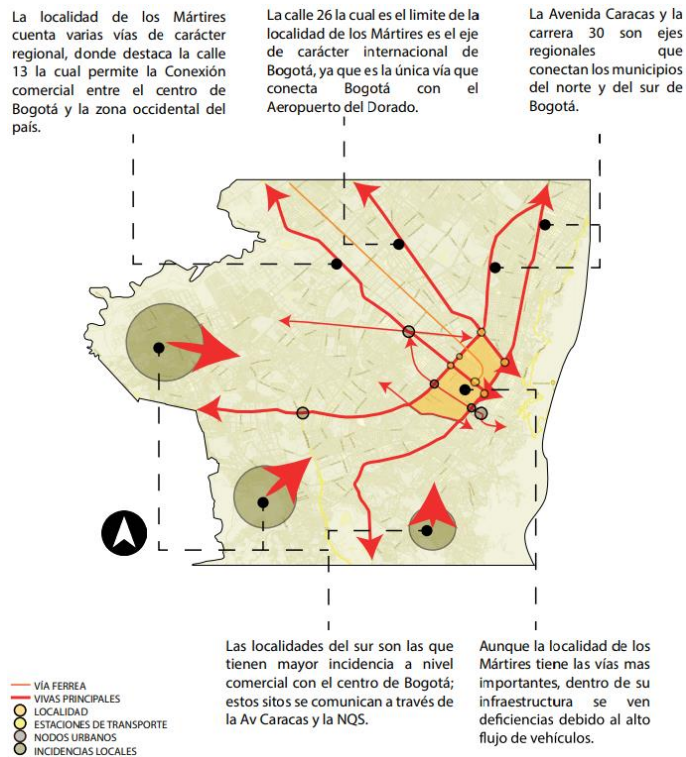 La localidad de los Mártires
cuenta varias vías de carácter
regional, donde destaca la calle
13 la cual permite la Conexión
comercial entre el centro de
Bogotá y la zona occidental del
país.
La calle 26 la cual es el limite de la
localidad de los Mártires es el eje
de carácter internacional de
Bogotá, ya que es la única vía que
conecta Bogotá con el
Aeropuerto del Dorado.
La Avenida Caracas y la
carrera 30 son ejes
regionales que
conectan los municipios
del norte y del sur de
Bogotá.
Las localidades del sur son las que
tienen mayor incidencia a nivel
comercial con el centro de Bogotá;
estos sitios se comunican a través de
la Av Caracas y la NQS.
Aunque la localidad de los
Mártires tiene las vías mas
importantes, dentro de su
infraestructura se ven
deficiencias debido al alto
flujo de vehículos.
VÍA FERREA
VIVAS PRINCIPALES
LOCALIDAD
ESTACIONES DE TRANSPORTE
NODOS URBANOS
INCIDENCIAS LOCALES